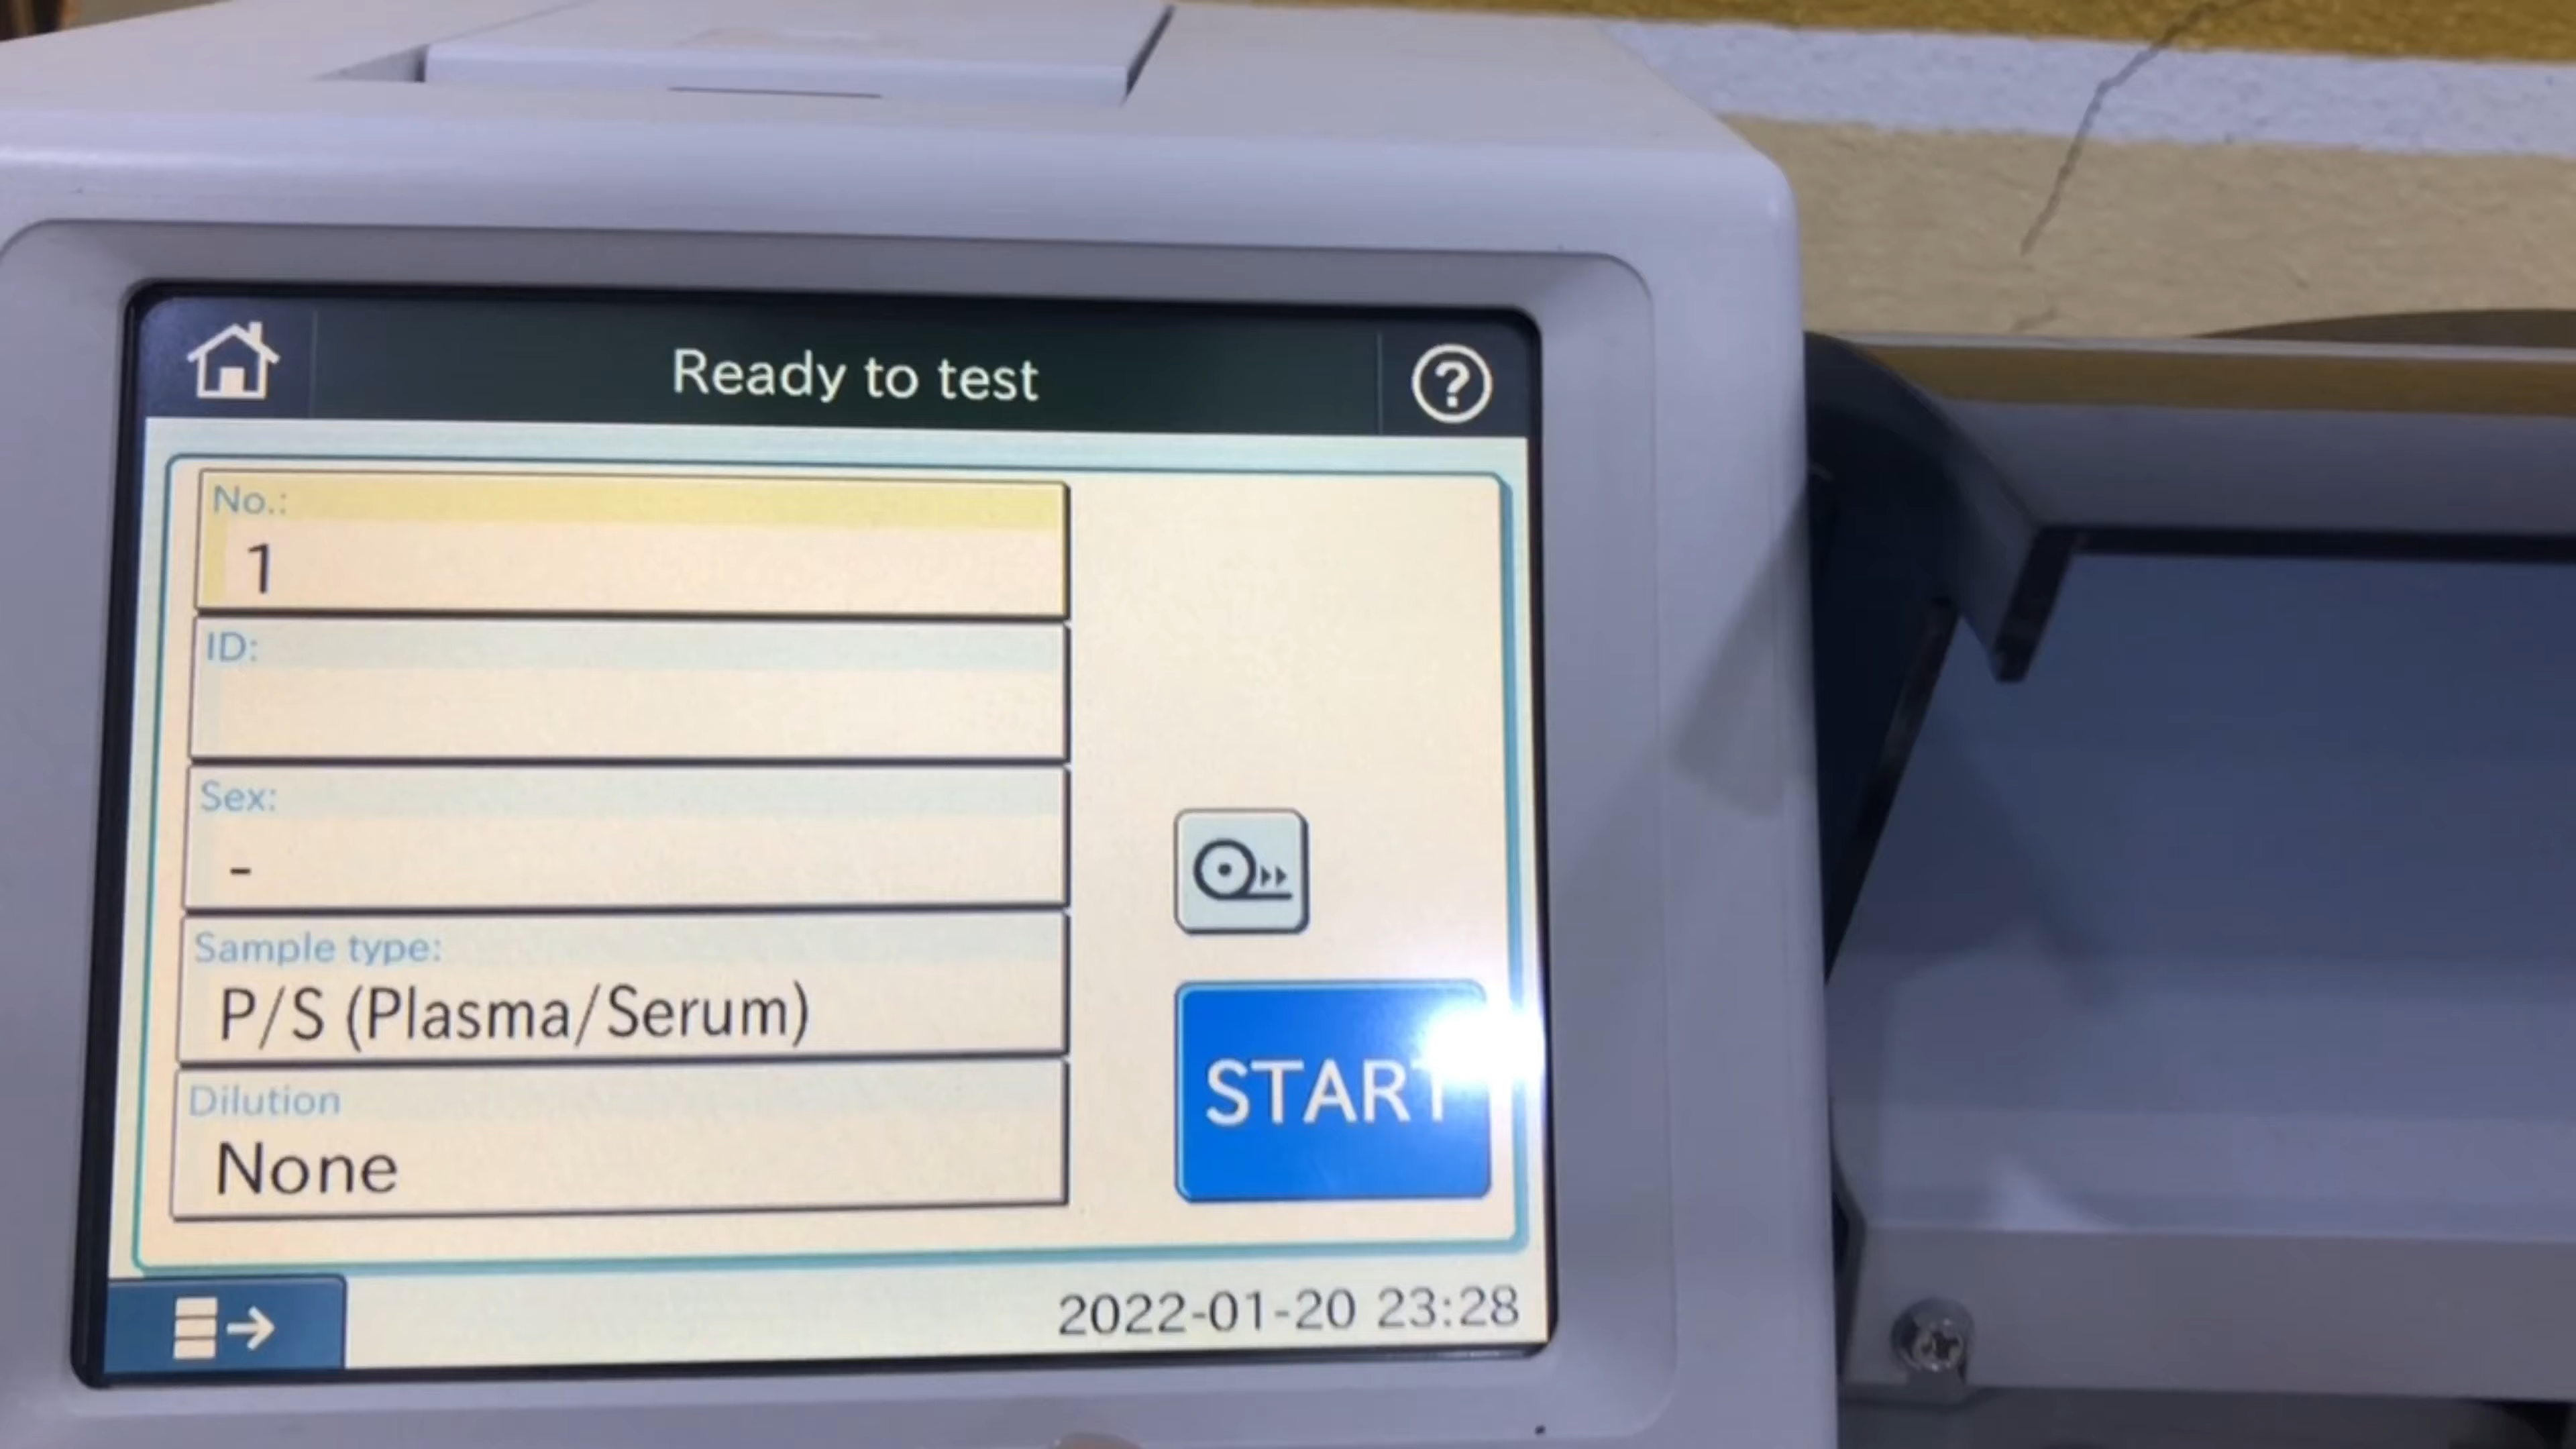 Ready to test
No.:
1
ID:
Sex:
-
Sample type:
P/S (Plasma/Serum)
Dilution
None
START
2022-01-20 23:28